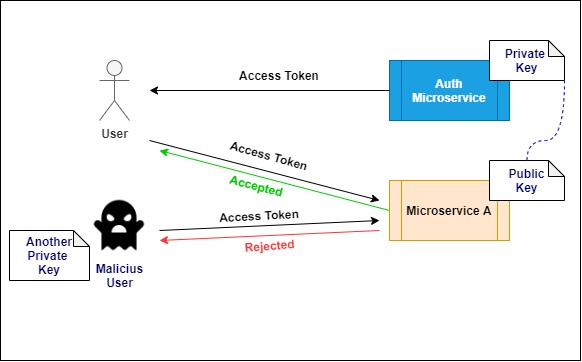 Private
Key
Access Token
Auth
Microservice
User
Access Token
Accepted
Public
Key
Microservice A
Access Token
Rejected
Another
Private
Key
Malicius
User